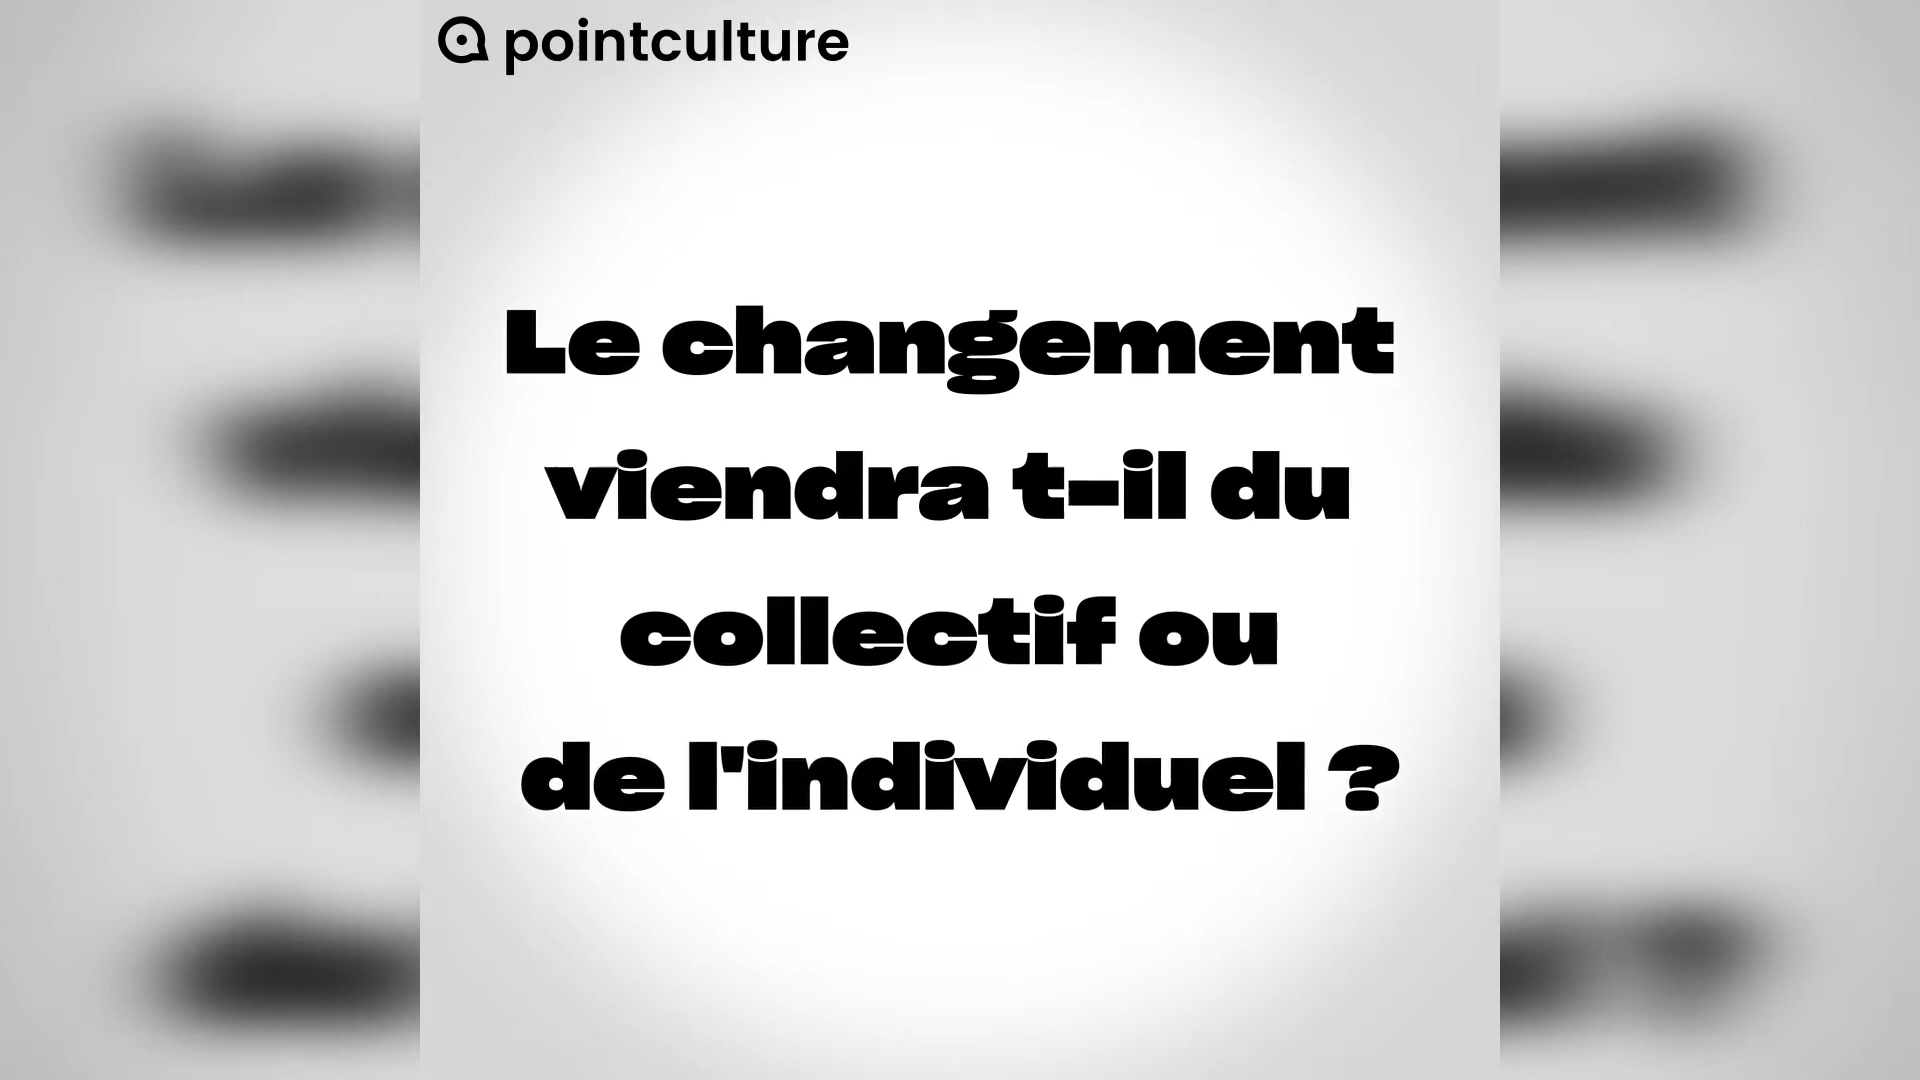 pointculture
Le changement
viendra t-il du
collectif ou
de l'individuel ?